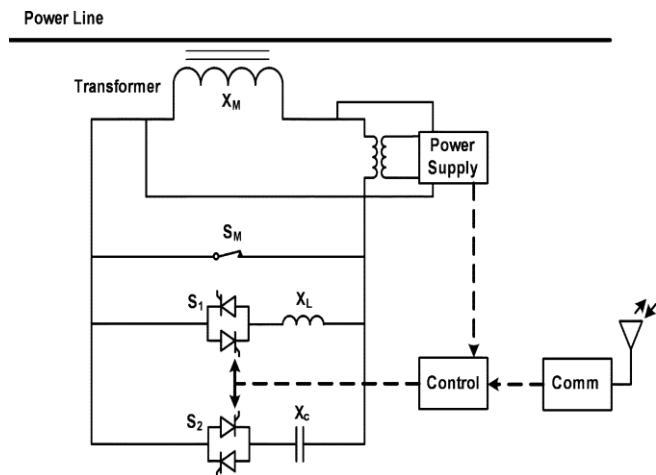 Power Line
Transformer
X_M
Power
Supply
S_M
S_1
X_L
Control
Comm
S_2
X_c